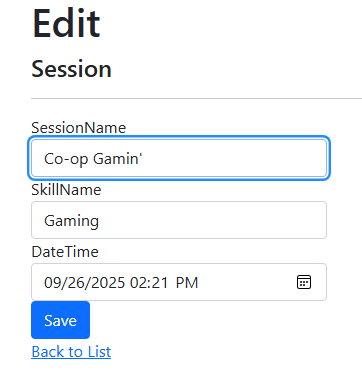 Edit
Session
SessionName
Co-op Gamin'
SkillName
Gaming
DateTime
09/26/2025 02:21 PM
Save
Back to List